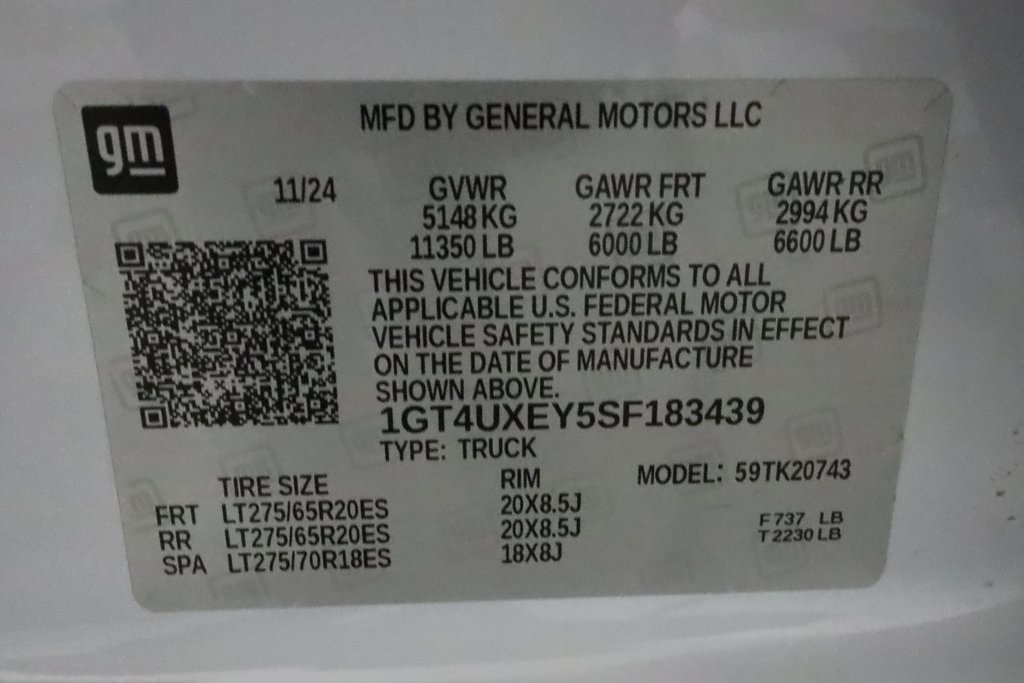 gm
MFD BY GENERAL MOTORS LLC
11/24 GVWR GAWR FRT GAWR RR
5148 KG 2722 KG 2994 KG
11350 LB 6000 LB 6600 LB
THIS VEHICLE CONFORMS TO ALL
APPLICABLE U.S. FEDERAL MOTOR
VEHICLE SAFETY STANDARDS IN EFFECT
ON THE DATE OF MANUFACTURE
SHOWN ABOVE.
1GT4UXEY5SF183439
TYPE: TRUCK
TIRE SIZE RIM MODEL: 59TK20743
FRT LT275/65R20ES 20X8.5J
RR LT275/65R20ES 20X8.5J
SPA LT275/70R18ES 18X8J
F 737 LB
T 2230 LB